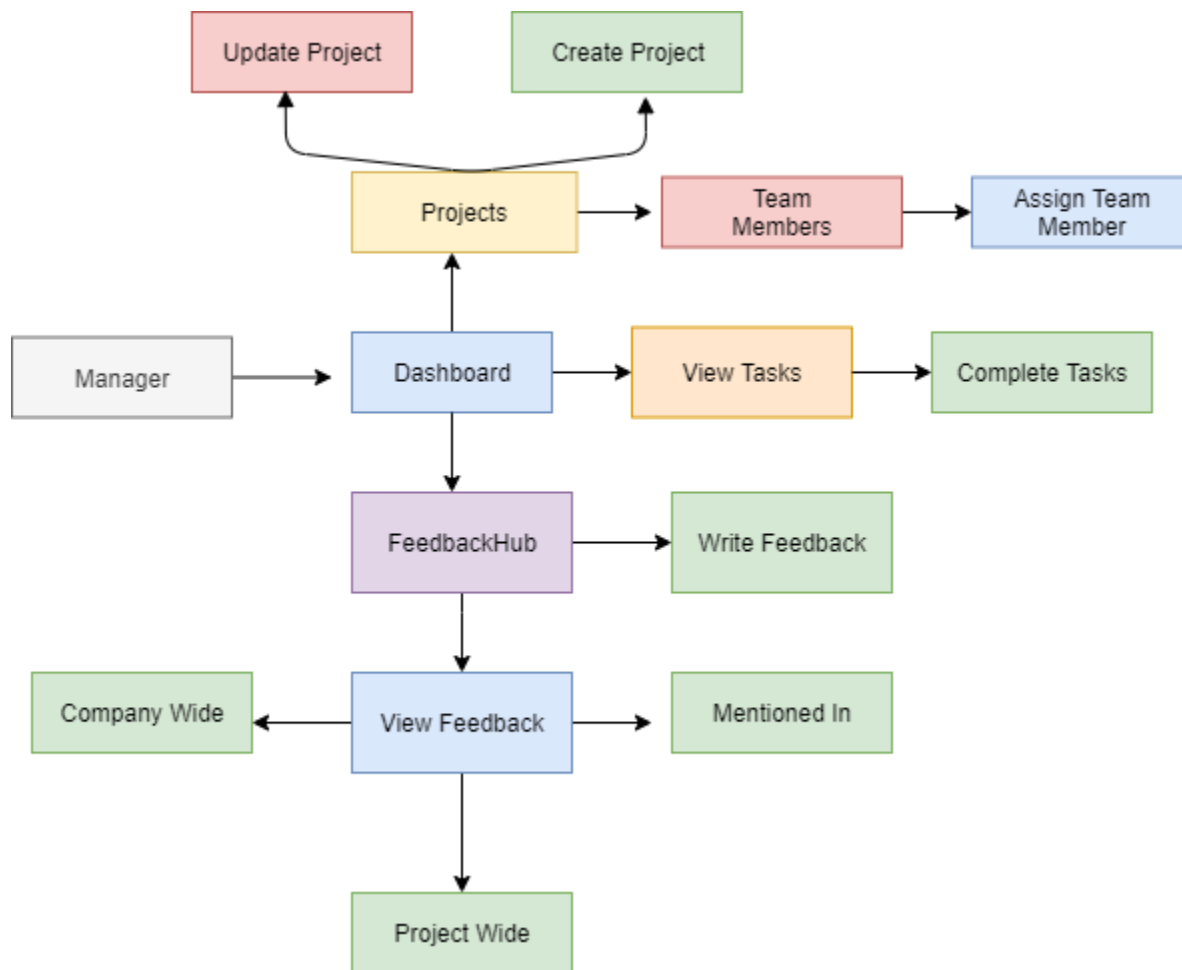 Update Project
Create Project
Projects
Team
Members
Assign Team
Member
Manager
Dashboard
View Tasks
Complete Tasks
FeedbackHub
Write Feedback
Company Wide
View Feedback
Mentioned In
Project Wide